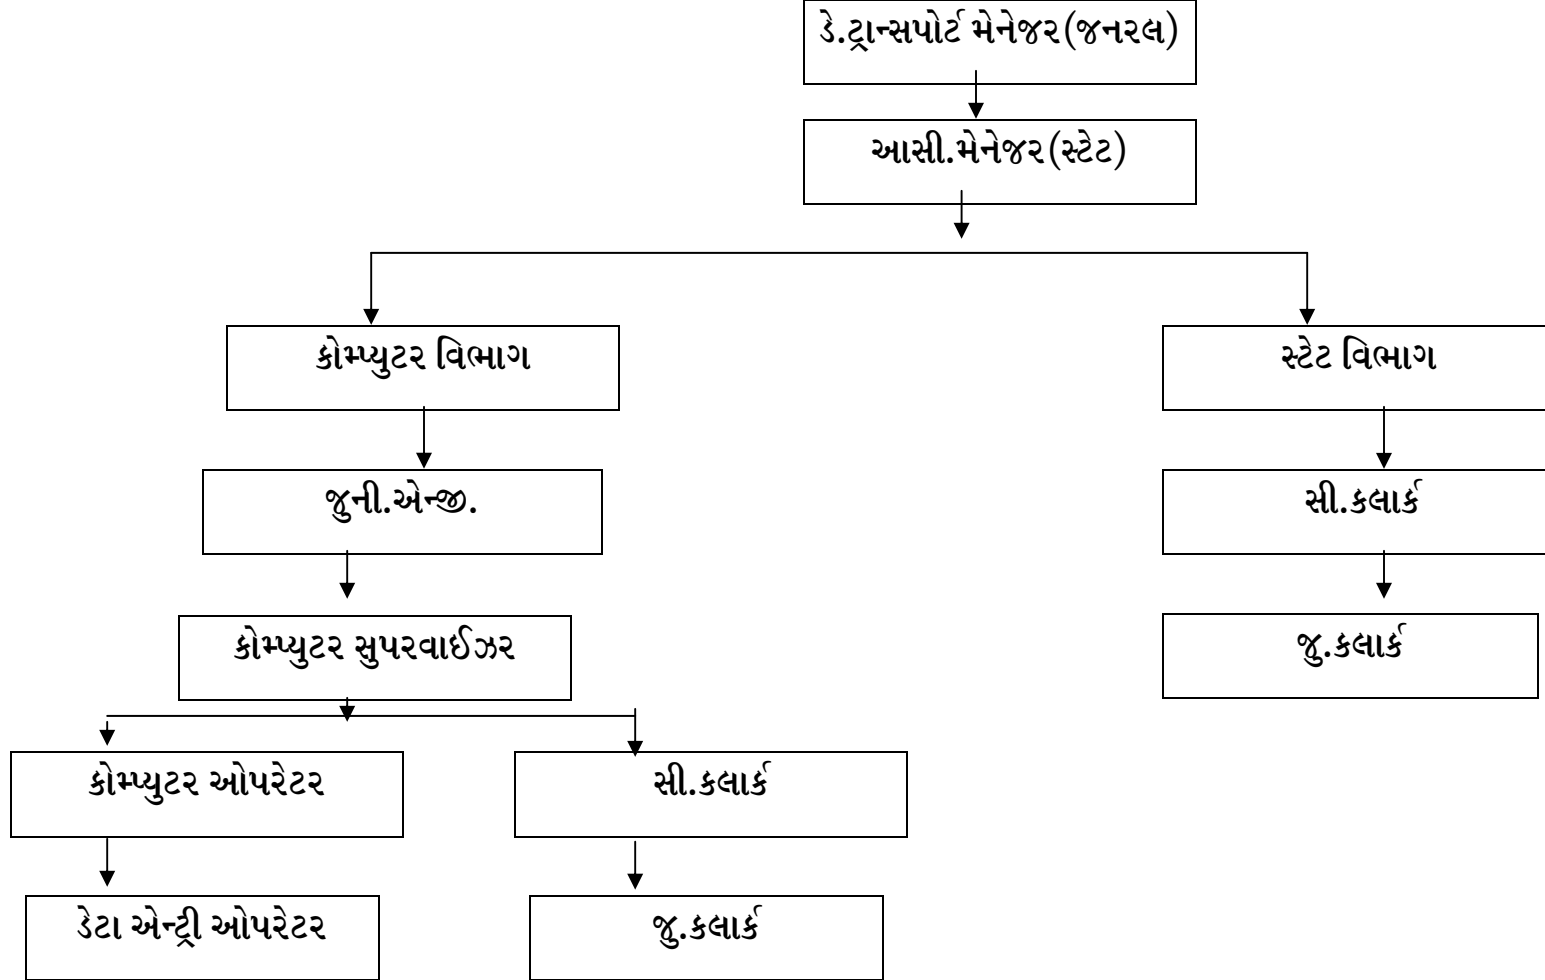 ડે.ટ્રાન્સપોર્ટ મેનેજર(જનરલ)
આસી.મેનેજર(સ્ટેટ)
કોમ્પ્યુટર વિભાગ
સ્ટેટ વિભાગ
જુની.એન્જી.
સી.કલાર્ક
કોમ્પ્યુટર સુપરવાઈઝર
જુ.કલાર્ક
કોમ્પ્યુટર ઓપરેટર
સી.કલાર્ક
ડેટા એન્ટ્રી ઓપરેટર
જુ.કલાર્ક